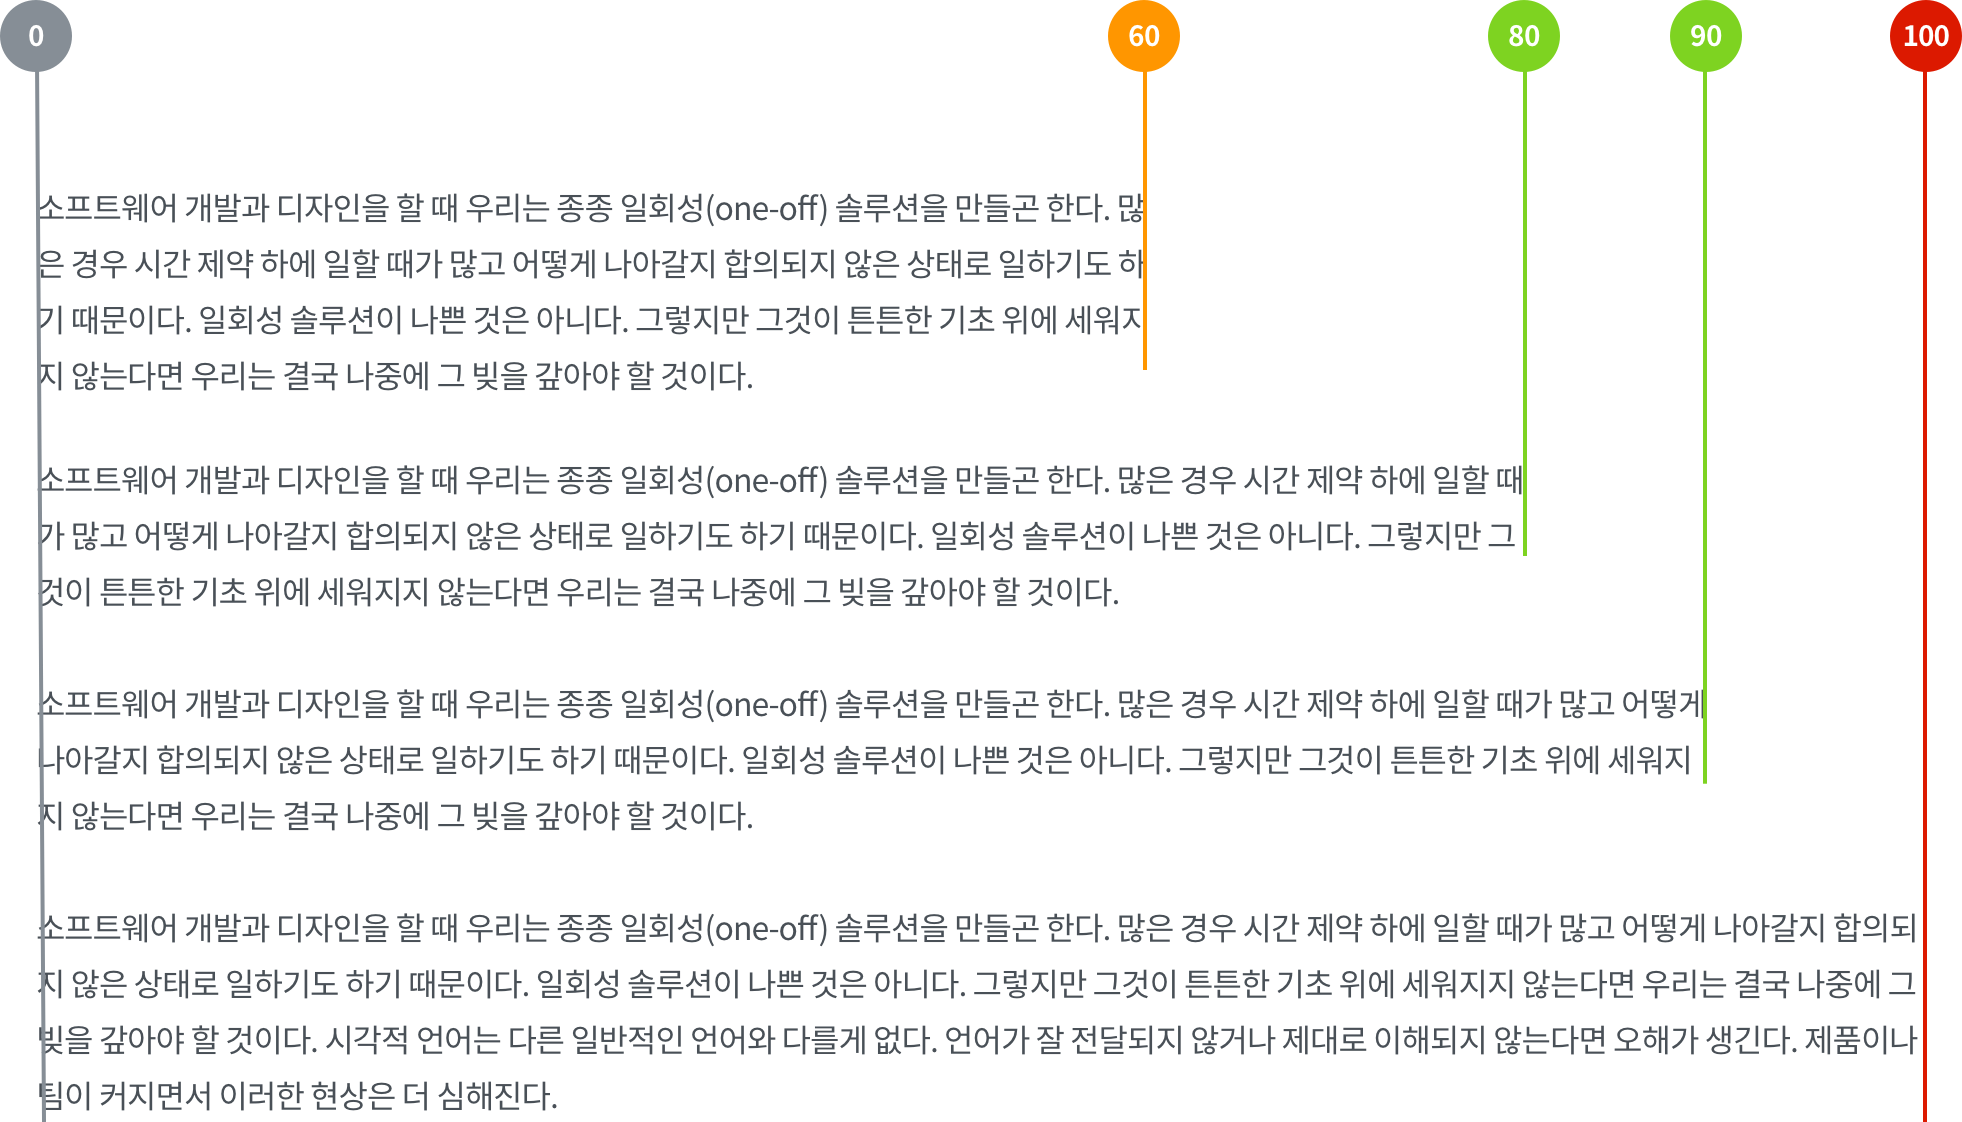 0 60 80 90 100
소프트웨어 개발과 디자인을 할 때 우리는 종종 일회성(one-off) 솔루션을 만들곤 한다. 많
은 경우 시간 제약 하에 일할 때가 많고 어떻게 나아갈지 합의되지 않은 상태로 일하기도 하
기 때문이다. 일회성 솔루션이 나쁜 것은 아니다. 그렇지만 그것이 튼튼한 기초 위에 세워지
지 않는다면 우리는 결국 나중에 그 빚을 갚아야 할 것이다.
소프트웨어 개발과 디자인을 할 때 우리는 종종 일회성(one-off) 솔루션을 만들곤 한다. 많은 경우 시간 제약 하에 일할 때
가 많고 어떻게 나아갈지 합의되지 않은 상태로 일하기도 하기 때문이다. 일회성 솔루션이 나쁜 것은 아니다. 그렇지만 그
것이 튼튼한 기초 위에 세워지지 않는다면 우리는 결국 나중에 그 빚을 갚아야 할 것이다.
소프트웨어 개발과 디자인을 할 때 우리는 종종 일회성(one-off) 솔루션을 만들곤 한다. 많은 경우 시간 제약 하에 일할 때가 많고 어떻게
나아갈지 합의되지 않은 상태로 일하기도 하기 때문이다. 일회성 솔루션이 나쁜 것은 아니다. 그렇지만 그것이 튼튼한 기초 위에 세워지
지 않는다면 우리는 결국 나중에 그 빚을 갚아야 할 것이다.
소프트웨어 개발과 디자인을 할 때 우리는 종종 일회성(one-off) 솔루션을 만들곤 한다. 많은 경우 시간 제약 하에 일할 때가 많고 어떻게 나아갈지 합의되
지 않은 상태로 일하기도 하기 때문이다. 일회성 솔루션이 나쁜 것은 아니다. 그렇지만 그것이 튼튼한 기초 위에 세워지지 않는다면 우리는 결국 나중에 그
빚을 갚아야 할 것이다. 시각적 언어는 다른 일반적인 언어와 다를게 없다. 언어가 잘 전달되지 않거나 제대로 이해되지 않는다면 오해가 생긴다. 제품이나
팀이 커지면서 이러한 현상은 더 심해진다.